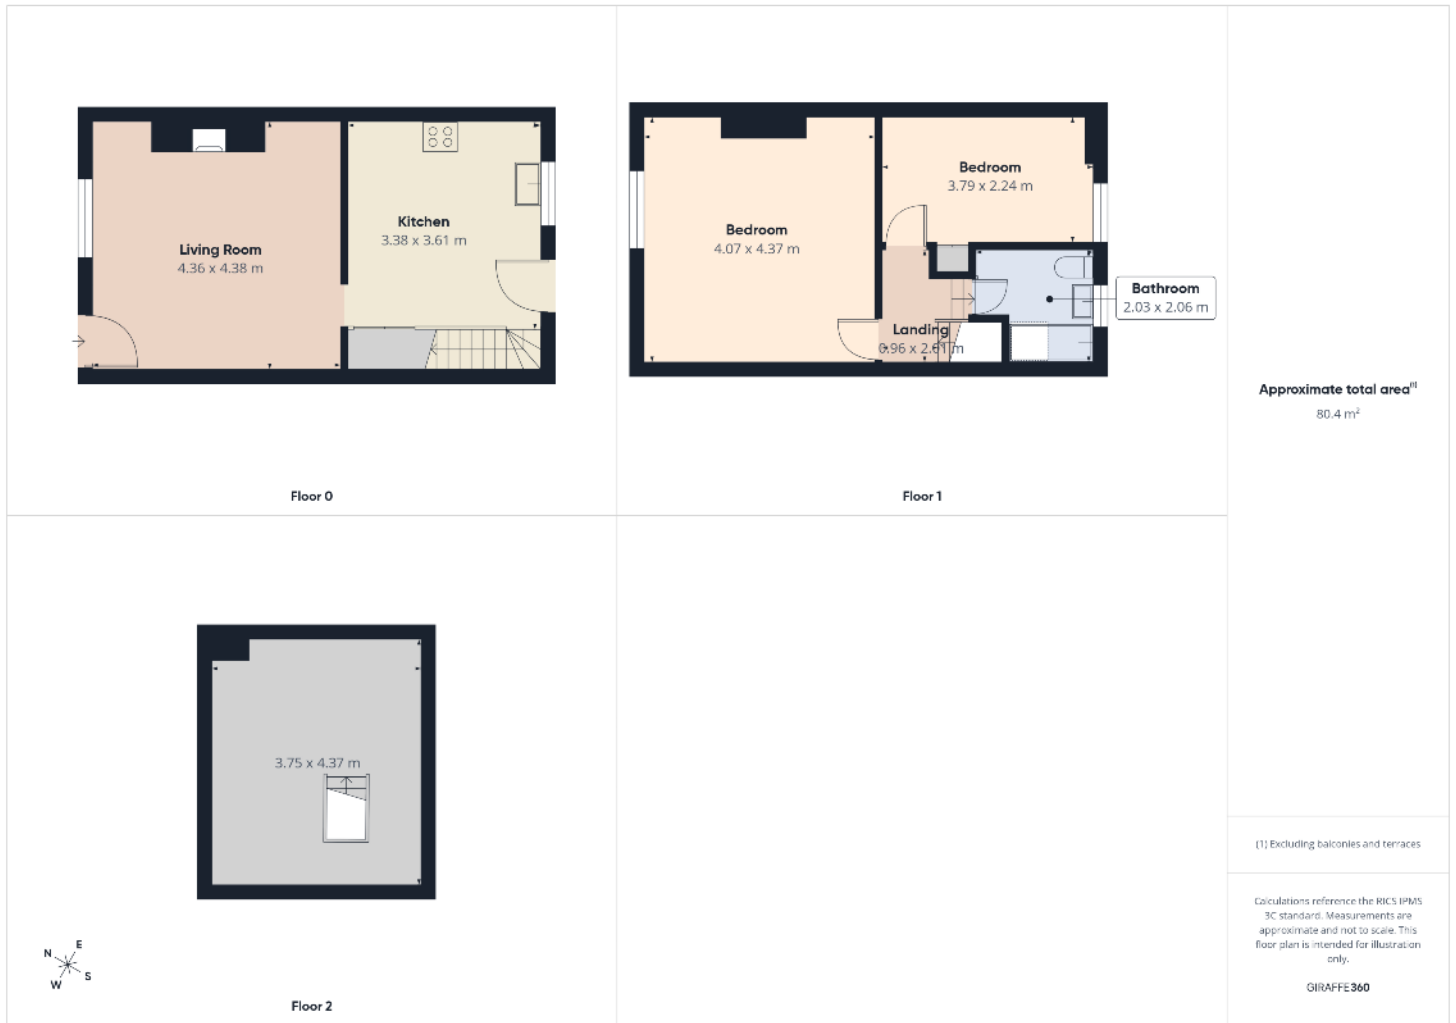 Living Room
4.36 x 4.38 m
Kitchen
3.38 x 3.61 m
Floor 0
Bedroom
4.07 x 4.37 m
Bedroom
3.79 x 2.24 m
Bathroom
2.03 x 2.06 m
Landing
0.96 x 2.61 m
Floor 1
3.75 x 4.37 m
N
E
S
W
Floor 2
Approximate total area(1)
80.4 m²
(1) Excluding balconies and terraces
Calculations reference the RICS IPMS
3C standard. Measurements are
approximate and not to scale. This
floor plan is intended for illustration
only.
GIRAFFE360